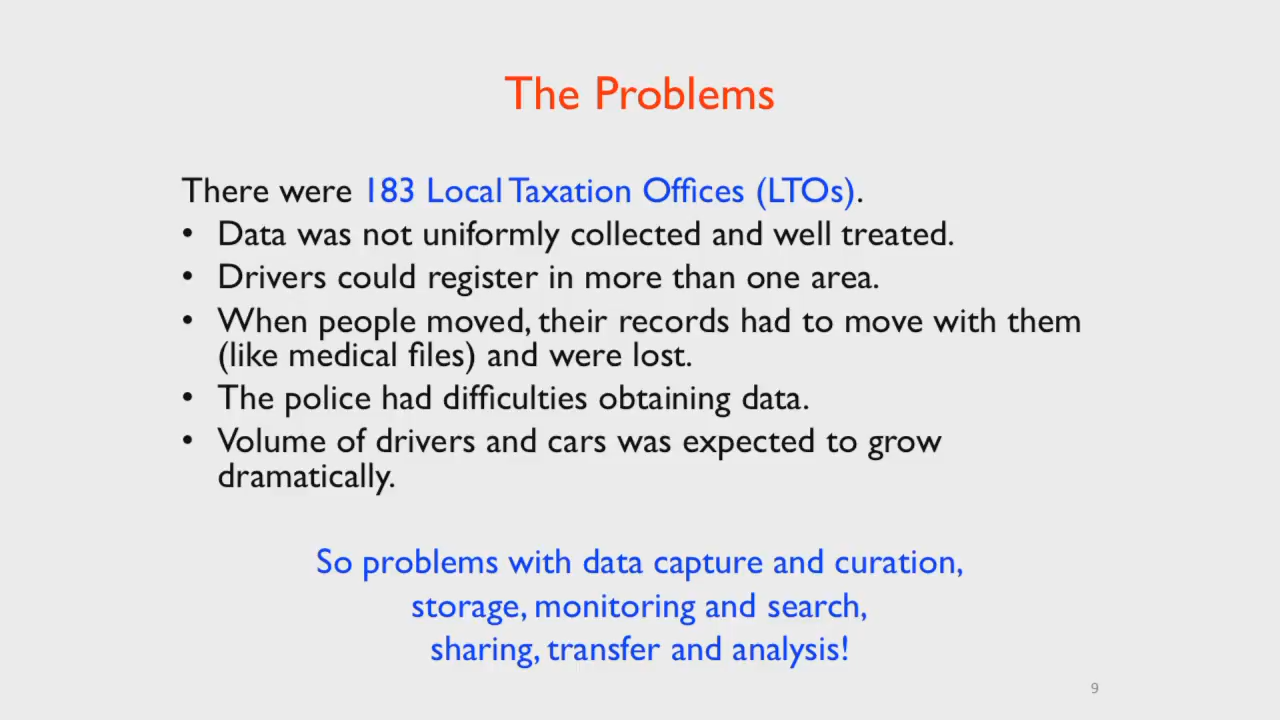 The Problems
There were 183 Local Taxation Offices (LTOs).
• Data was not uniformly collected and well treated.
• Drivers could register in more than one area.
• When people moved, their records had to move with them
(like medical files) and were lost.
• The police had difficulties obtaining data.
• Volume of drivers and cars was expected to grow
dramatically.
So problems with data capture and curation,
storage, monitoring and search,
sharing, transfer and analysis!
9